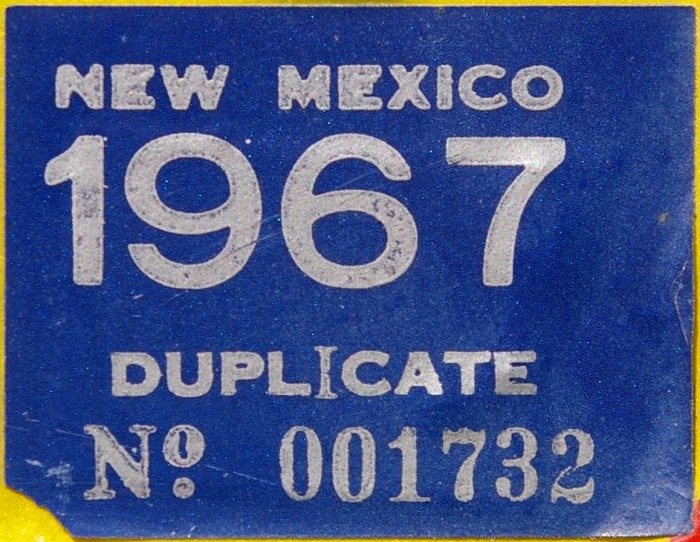 NEW MEXICO
1967
DUPLICATE
Nº. 001732